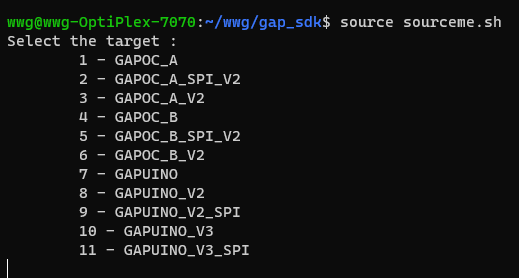 wwg@wwg-OptiPlex-7070:~/wwg/gap_sdk$ source sourceme.sh
Select the target :
1 - GAPOC_A
2 - GAPOC_A_SPI_V2
3 - GAPOC_A_V2
4 - GAPOC_B
5 - GAPOC_B_SPI_V2
6 - GAPOC_B_V2
7 - GAPUINO
8 - GAPUINO_V2
9 - GAPUINO_V2_SPI
10 - GAPUINO_V3
11 - GAPUINO_V3_SPI